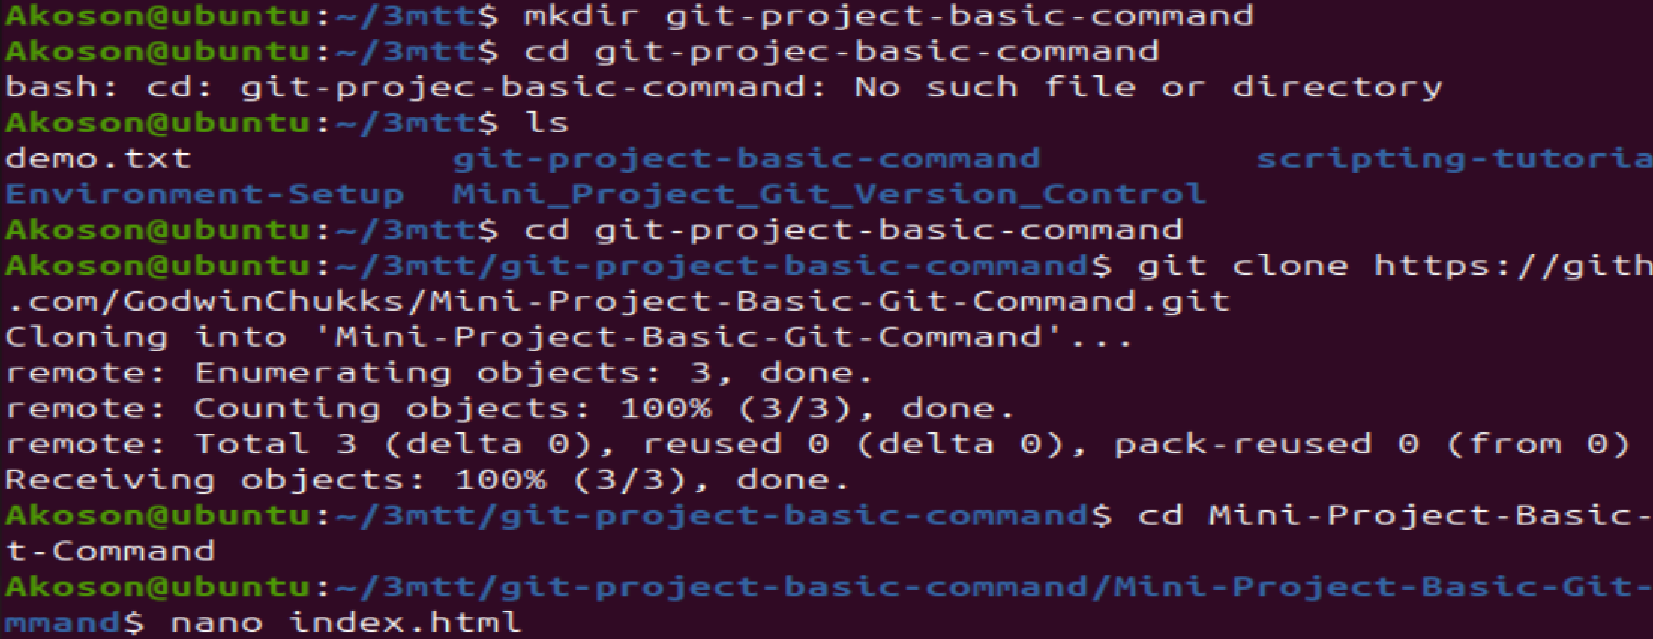 Akoson@ubuntu:~/3mtt$ mkdir git-project-basic-command
Akoson@ubuntu:~/3mtt$ cd git-projec-basic-command
bash: cd: git-projec-basic-command: No such file or directory
Akoson@ubuntu:~/3mtt$ ls
demo.txt git-project-basic-command scripting-tutoria
Environment-Setup Mini_Project_Git_Version_Control
Akoson@ubuntu:~/3mtt$ cd git-project-basic-command
Akoson@ubuntu:~/3mtt/git-project-basic-command$ git clone https://gith
.com/GodwinChukks/Mini-Project-Basic-Git-Command.git
Cloning into 'Mini-Project-Basic-Git-Command'...
remote: Enumerating objects: 3, done.
remote: Counting objects: 100% (3/3), done.
remote: Total 3 (delta 0), reused 0 (delta 0), pack-reused 0 (from 0)
Receiving objects: 100% (3/3), done.
Akoson@ubuntu:~/3mtt/git-project-basic-command$ cd Mini-Project-Basic-
t-Command
Akoson@ubuntu:~/3mtt/git-project-basic-command/Mini-Project-Basic-Git-
mmand$ nano index.html